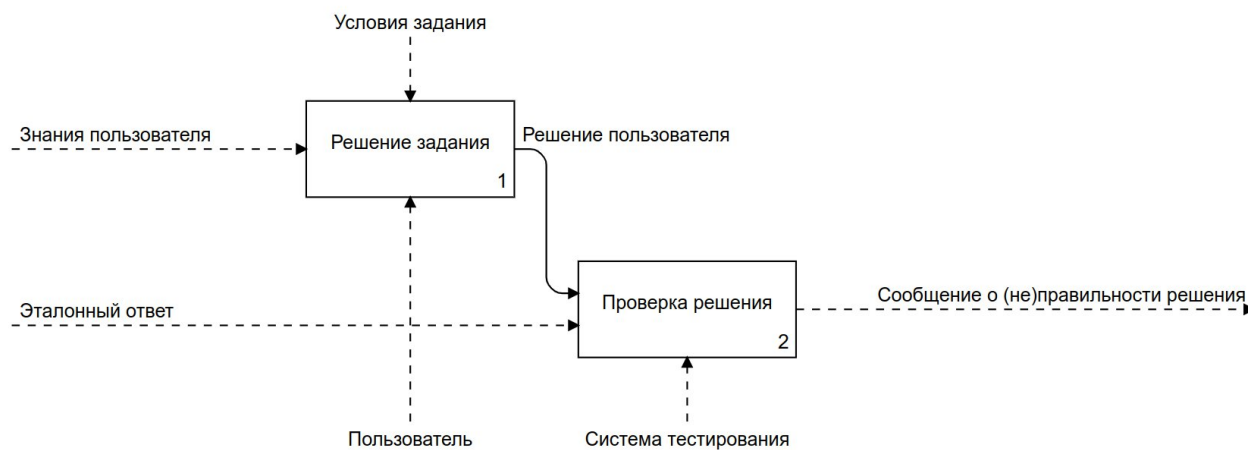 Условия задания
Знания пользователя
Решение задания
1
Решение пользователя
Эталонный ответ
Проверка решения
2
Сообщение о (не)правильности решения
Пользователь
Система тестирования